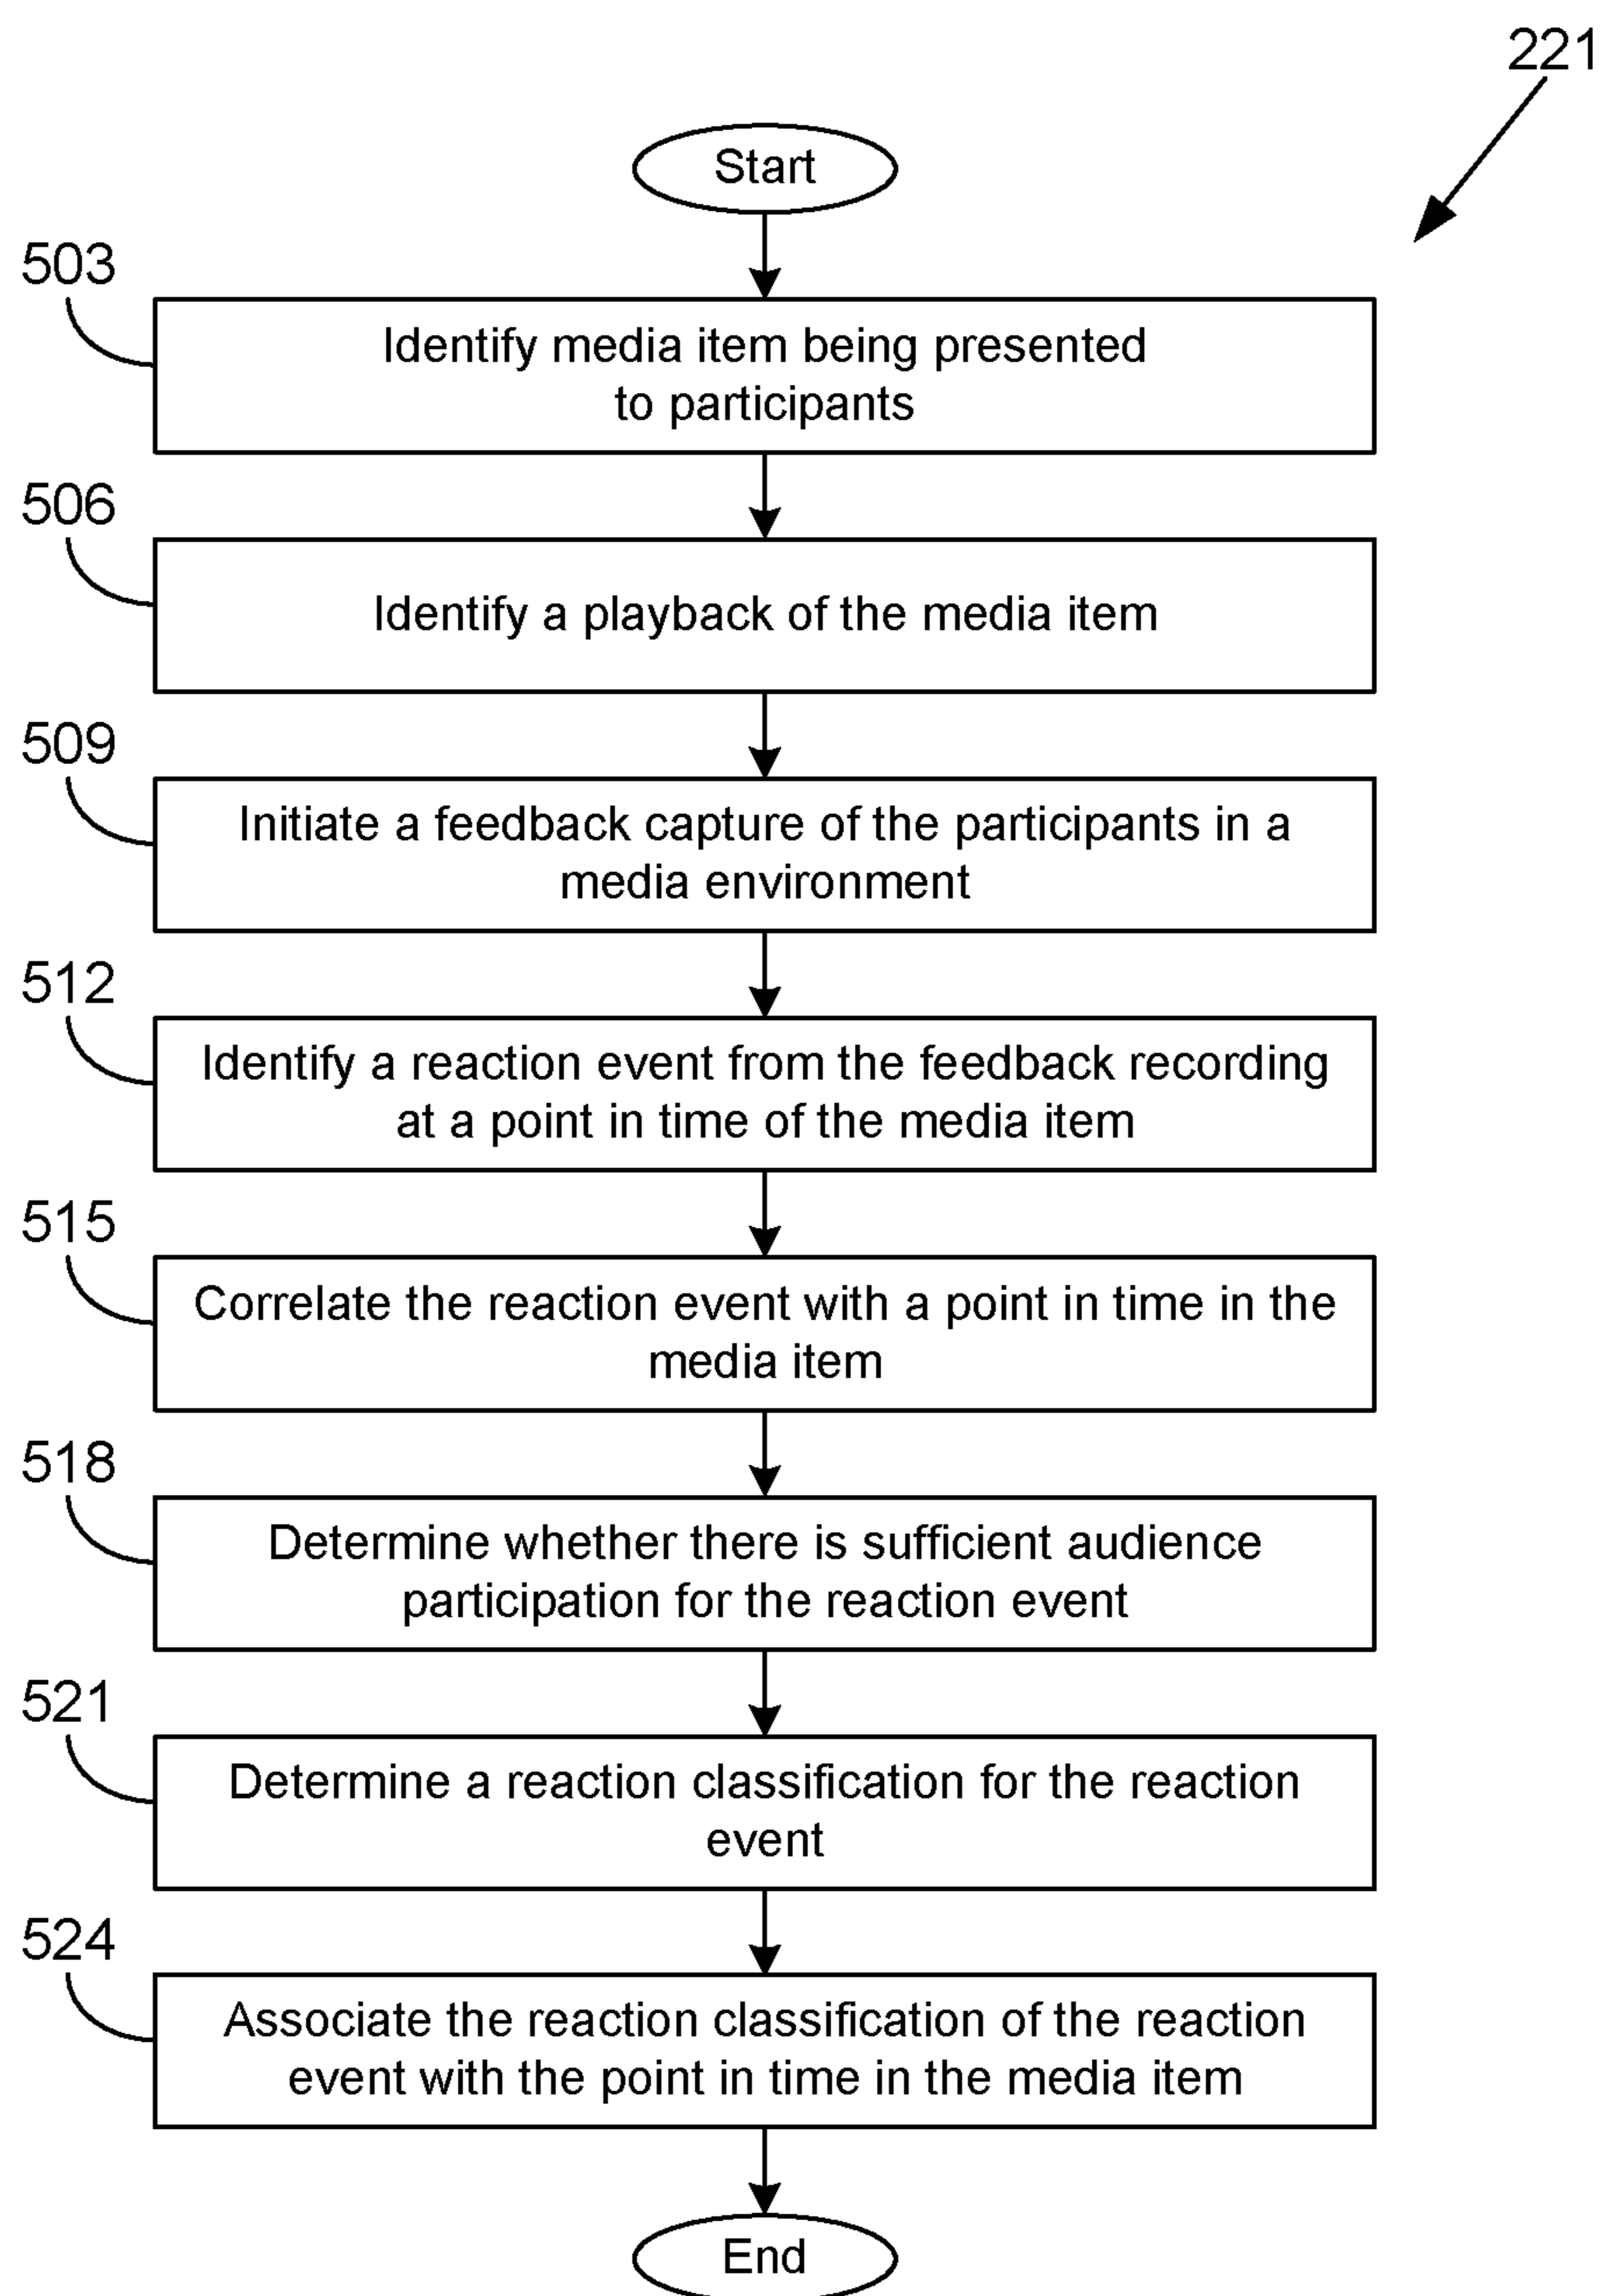 221
Start
503
Identify media item being presented
to participants
506
Identify a playback of the media item
509
Initiate a feedback capture of the participants in a
media environment
512
Identify a reaction event from the feedback recording
at a point in time of the media item
515
Correlate the reaction event with a point in time in the
media item
518
Determine whether there is sufficient audience
participation for the reaction event
521
Determine a reaction classification for the reaction
event
524
Associate the reaction classification of the reaction
event with the point in time in the media item
End